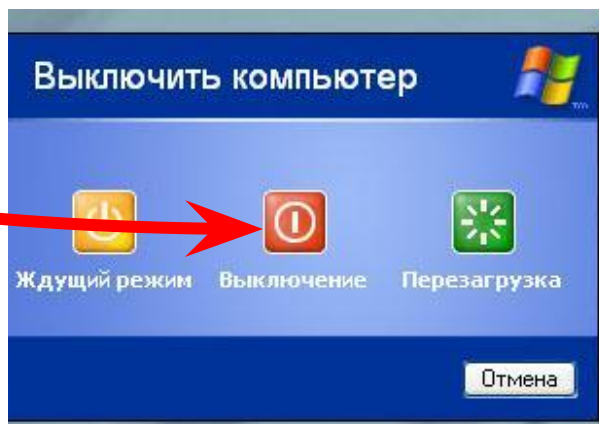 Выключить компьютер
Ждущий режим Выключение Перезагрузка
Отмена